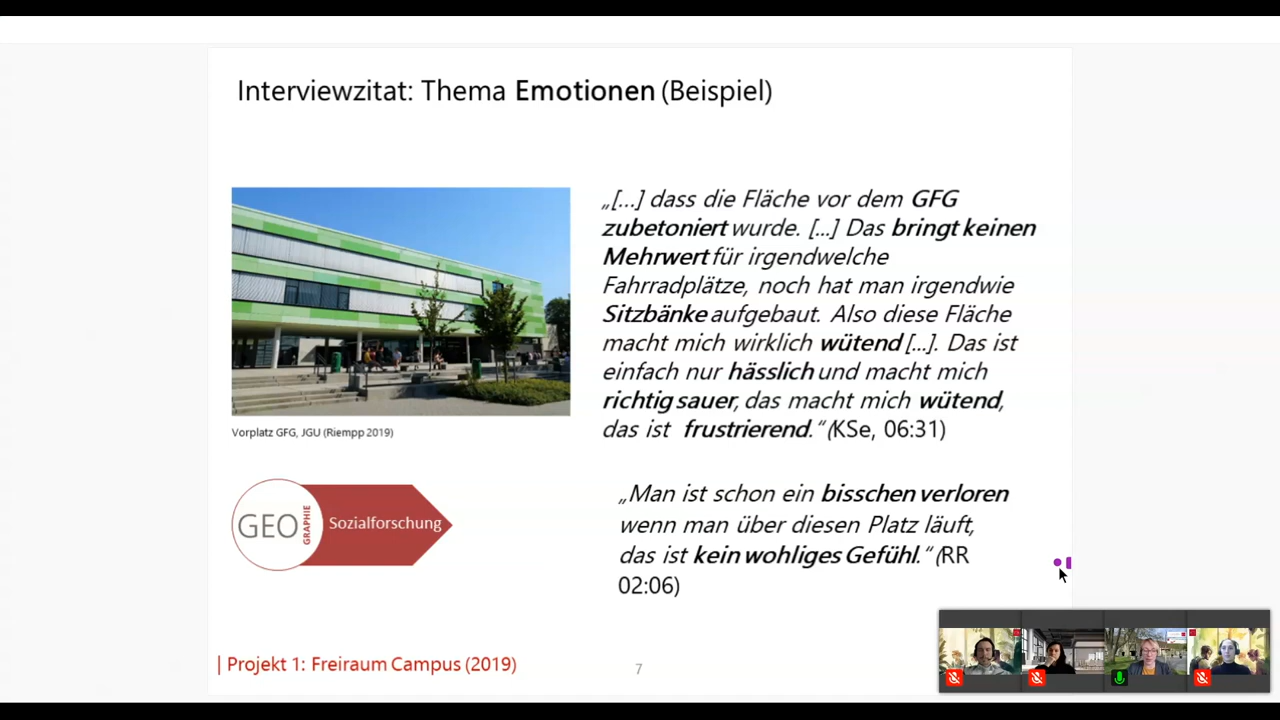 Interviewzitat: Thema Emotionen (Beispiel)
„[...] dass die Fläche vor dem GFG
zubetoniert wurde. [...] Das bringt keinen
Mehrwert für irgendwelche
Fahrradplätze, noch hat man irgendwie
Sitzbänke aufgebaut. Also diese Fläche
macht mich wirklich wütend [...]. Das ist
einfach nur hässlich und macht mich
richtig sauer, das macht mich wütend,
das ist frustrierend.“ (KSe, 06:31)
Vorplatz GFG, JGU (Riempp 2019)
GEO
GRAPHIE
Sozialforschung
„Man ist schon ein bisschen verloren
wenn man über diesen Platz läuft,
das ist kein wohliges Gefühl.“ (RR
02:06)
| Projekt 1: Freiraum Campus (2019)
7